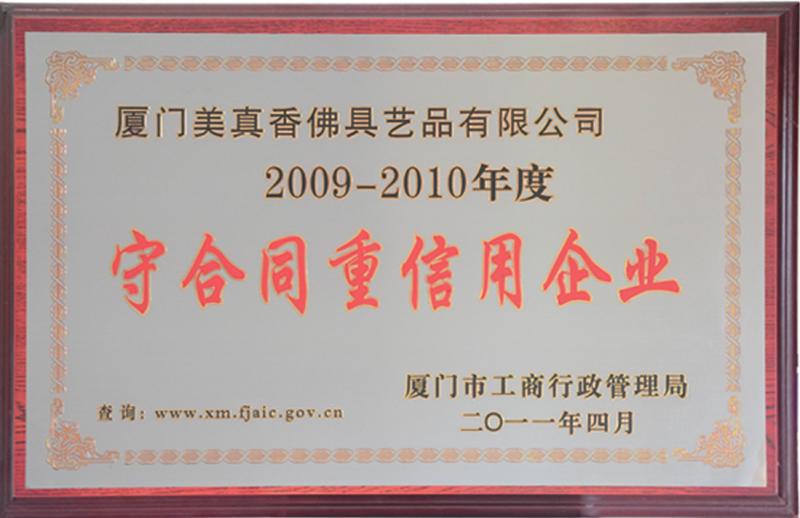 厦门美真香佛具艺品有限公司
2009-2010年度
守合同重信用企业
厦门市工商行政管理局
查询：www.xm.fjaic.gov.cn
二〇一一年四月